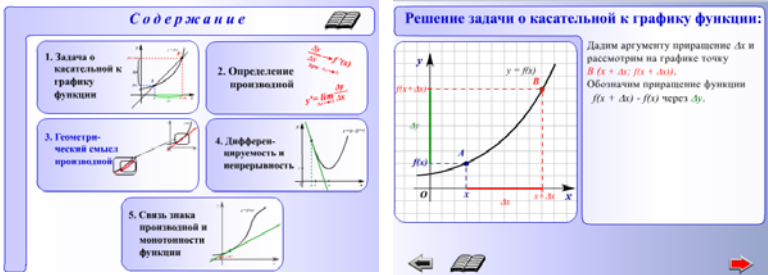 Содержание
1. Задача о
касательной к
графику
функции
2. Определение
производной
3. Геометри-
ческий смысл
производной
4. Дифферен-
цируемость и
непрерывность
5. Связь знака
производной и
монотонности
функции
Решение задачи о касательной к графику функции:
y
y = f(x)
B
f(x+Δx)
Δy
A
f(x)
O
x
x+Δx
x
Δx
Дадим аргументу приращение Δx и
рассмотрим на графике точку
B (x + Δx; f(x + Δx)).
Обозначим приращение функции
f(x + Δx) - f(x) через Δy.